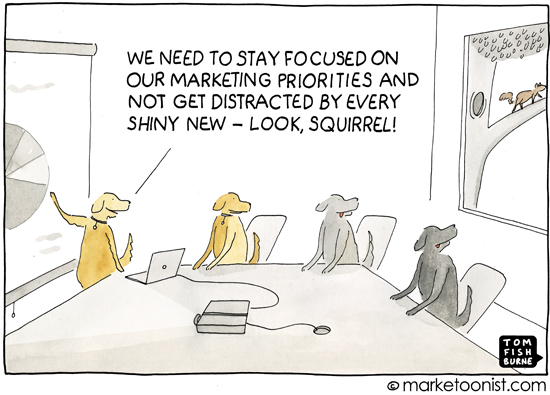 WE NEED TO STAY FOCUSED ON
OUR MARKETING PRIORITIES AND
NOT GET DISTRACTED BY EVERY
SHINY NEW – LOOK, SQUIRREL!
TOM
FISH
BURNE
© marketoonist.com